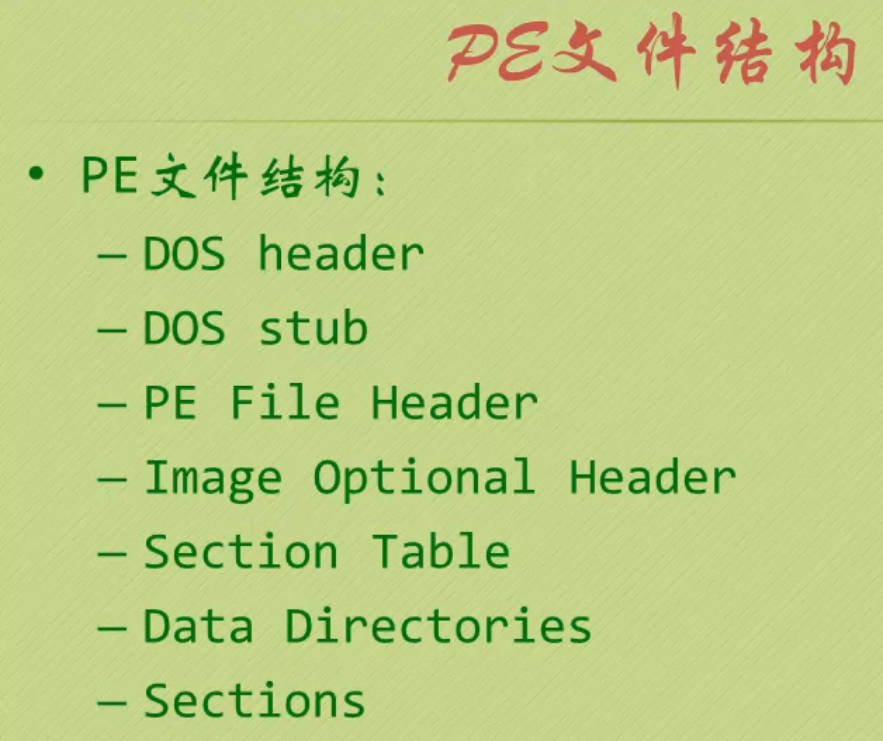 PE文件结构
• PE文件结构:
– DOS header
– DOS stub
– PE File Header
– Image Optional Header
– Section Table
– Data Directories
– Sections